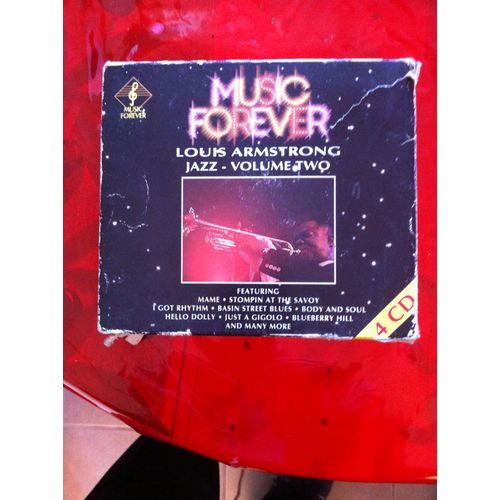 MUSIC
FOREVER
MUSIC
FOREVER
LOUIS ARMSTRONG
JAZZ - VOLUME TWO
FEATURING
MAME • STOMPIN AT THE SAVOY
I GOT RHYTHM • BASIN STREET BLUES • BODY AND SOUL
HELLO DOLLY • JUST A GIGOLO • BLUEBERRY HILL
AND MANY MORE
4 CD